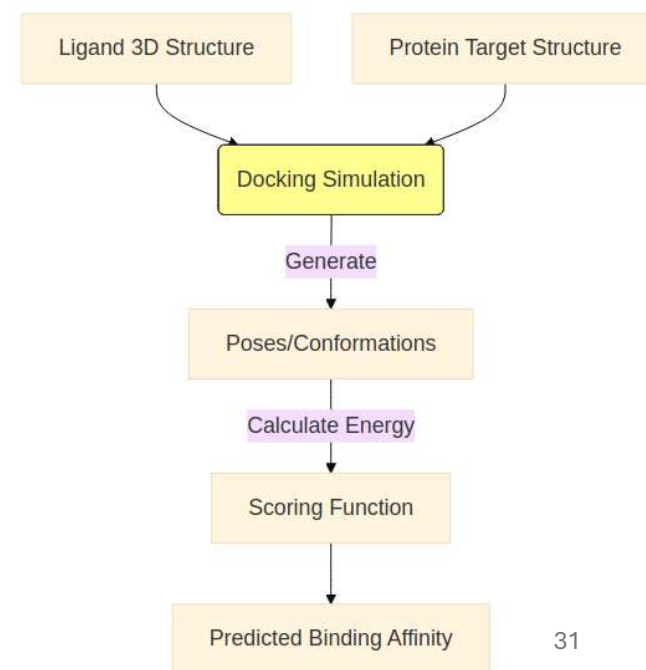 Ligand 3D Structure
Protein Target Structure
Docking Simulation
Generate
Poses/Conformations
Calculate Energy
Scoring Function
Predicted Binding Affinity
31